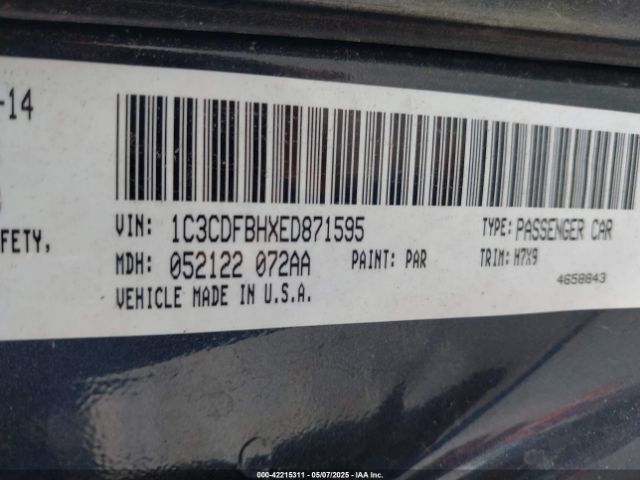 -14
FETY,
VIN: 1C3CDFBHXED871595
TYPE: PASSENGER CAR
MDH: 052122 072AA
PAINT: PAR
TRIM: H7X9
VEHICLE MADE IN U.S.A.
4658843
000-42215311 - 05/07/2025 - IAA Inc.